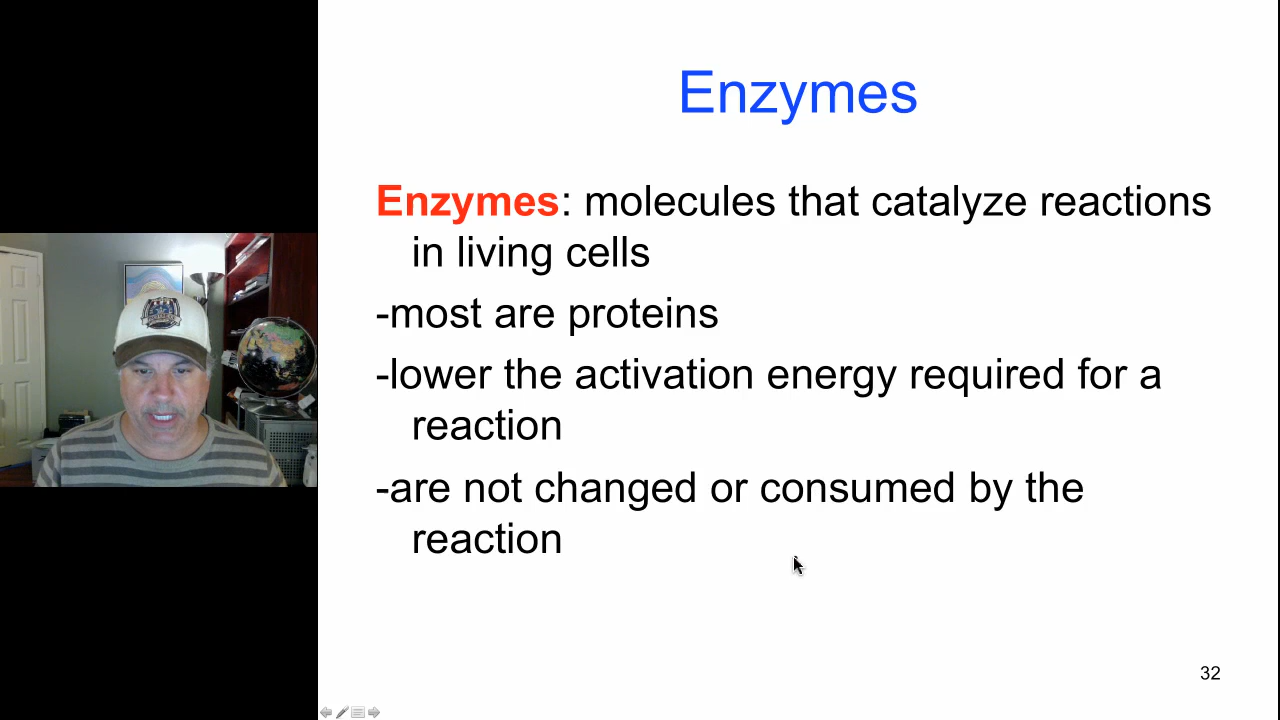 Enzymes
Enzymes: molecules that catalyze reactions
in living cells
-most are proteins
-lower the activation energy required for a
reaction
-are not changed or consumed by the
reaction
32